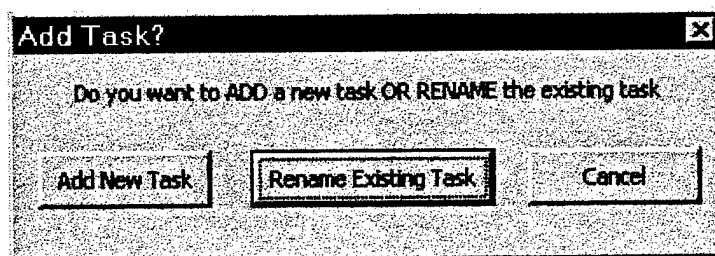 Add Task?
Do you want to ADD a new task OR RENAME the existing task
Add New Task Rename Existing Task Cancel